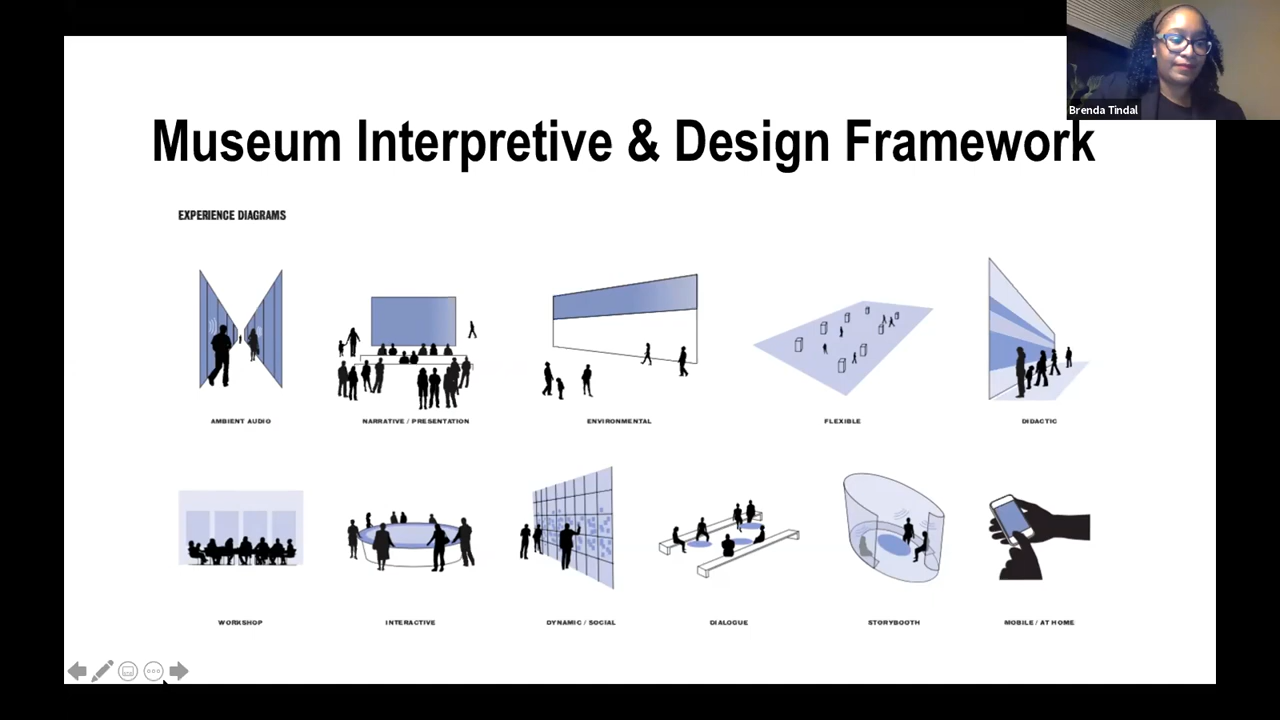 Brenda Tindal
Museum Interpretive & Design Framework
EXPERIENCE DIAGRAMS
AMBIENT AUDIO
NARRATIVE / PRESENTATION
ENVIRONMENTAL
FLEXIBLE
DIDACTIC
WORKSHOP
INTERACTIVE
DYNAMIC / SOCIAL
DIALOGUE
STORYBOOTH
MOBILE / AT HOME